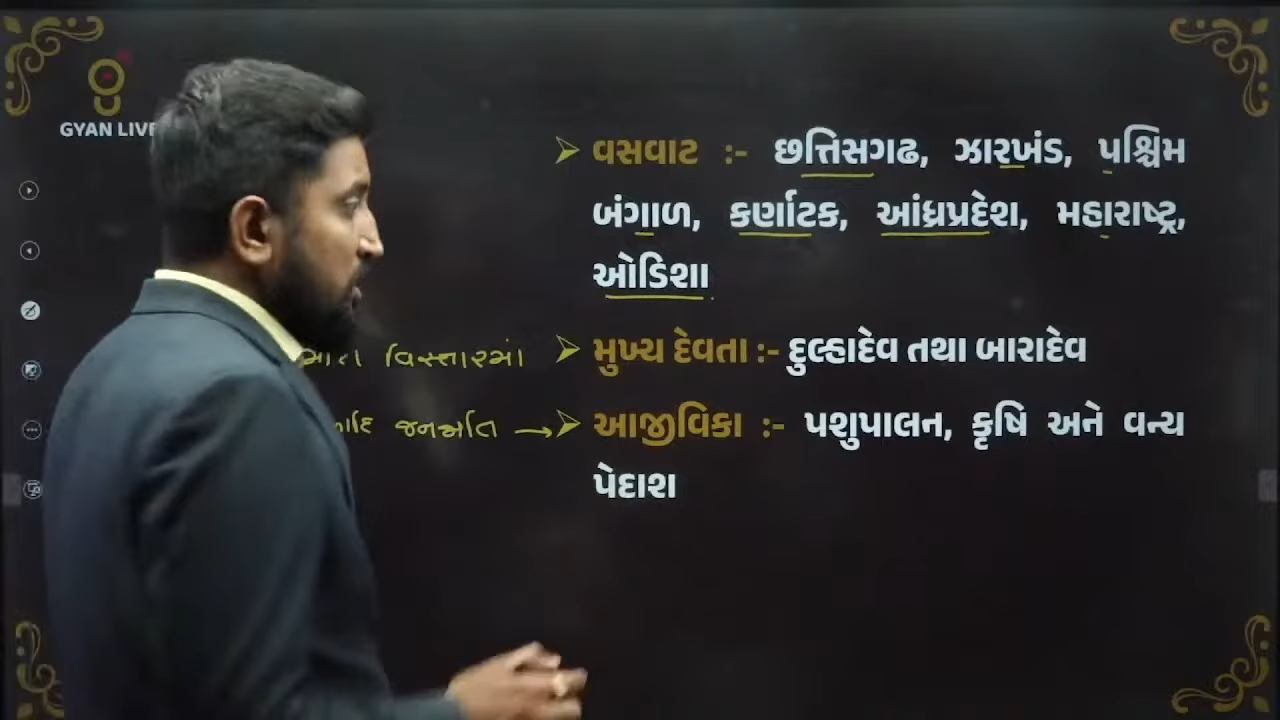 GYAN LIVE
➤ વસવાટ :- છત્તિસગઢ, ઝારખંડ, પશ્ચિમ
બંગાળ, કર્ણાટક, આંધ્રપ્રદેશ, મહારાષ્ટ્ર,
ઓડિશા
વિસ્તારમાં ➤ મુખ્ય દેવતા :- દુલ્હાદેવ તથા બારાદેવ
→ ➤ આજીવિકા :- પશુપાલન, કૃષિ અને વન્ય
પેદાશ